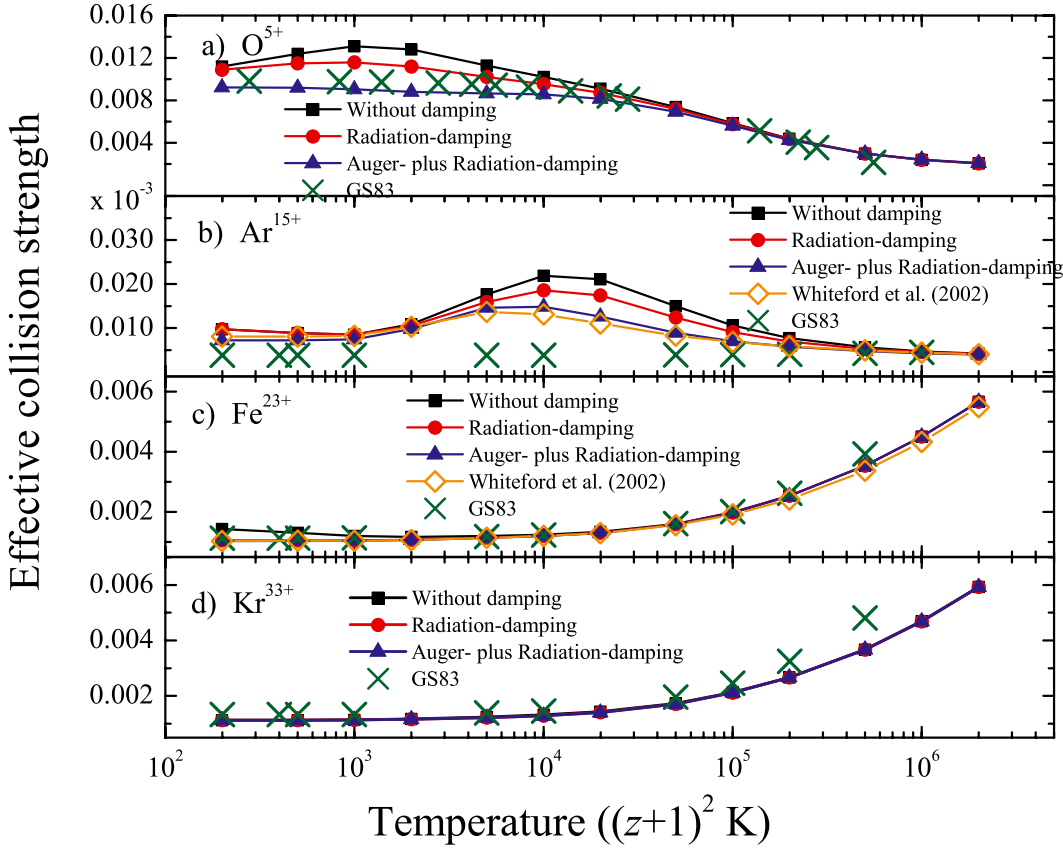 Effective collision strength
0.016
0.012
0.008
0.004
a) O5+
Without damping
Radiation-damping
Auger- plus Radiation-damping
GS83
x 10-3
0.030
0.020
0.010
b) Ar15+
Without damping
Radiation-damping
Auger- plus Radiation-damping
Whiteford et al. (2002)
GS83
0.006
0.004
0.002
c) Fe23+
Without damping
Radiation-damping
Auger- plus Radiation-damping
Whiteford et al. (2002)
GS83
0.006
0.004
0.002
d) Kr33+
Without damping
Radiation-damping
Auger- plus Radiation-damping
GS83
10² 10³ 10⁴ 10⁵ 10⁶
Temperature ((z+1)² K)